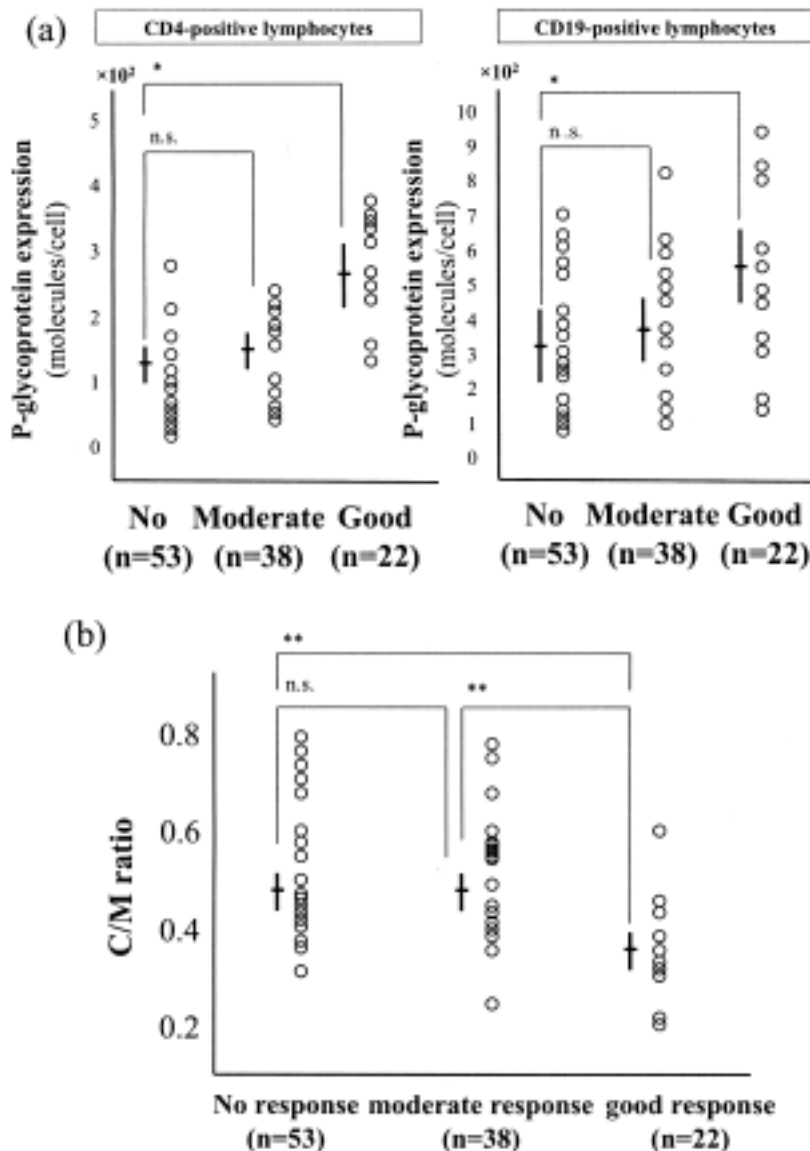 (a)
CD4-positive lymphocytes
×10²
P-glycoprotein expression
(molecules/cell)
5
4
3
2
1
0
*
n.s.
No Moderate Good
(n=53) (n=38) (n=22)
CD19-positive lymphocytes
×10²
P-glycoprotein expression
(molecules/cell)
10
9
8
7
6
5
4
3
2
1
0
*
n.s.
No Moderate Good
(n=53) (n=38) (n=22)
(b)
C/M ratio
0.8
0.6
0.4
0.2
**
n.s.
**
No response moderate response good response
(n=53) (n=38) (n=22)